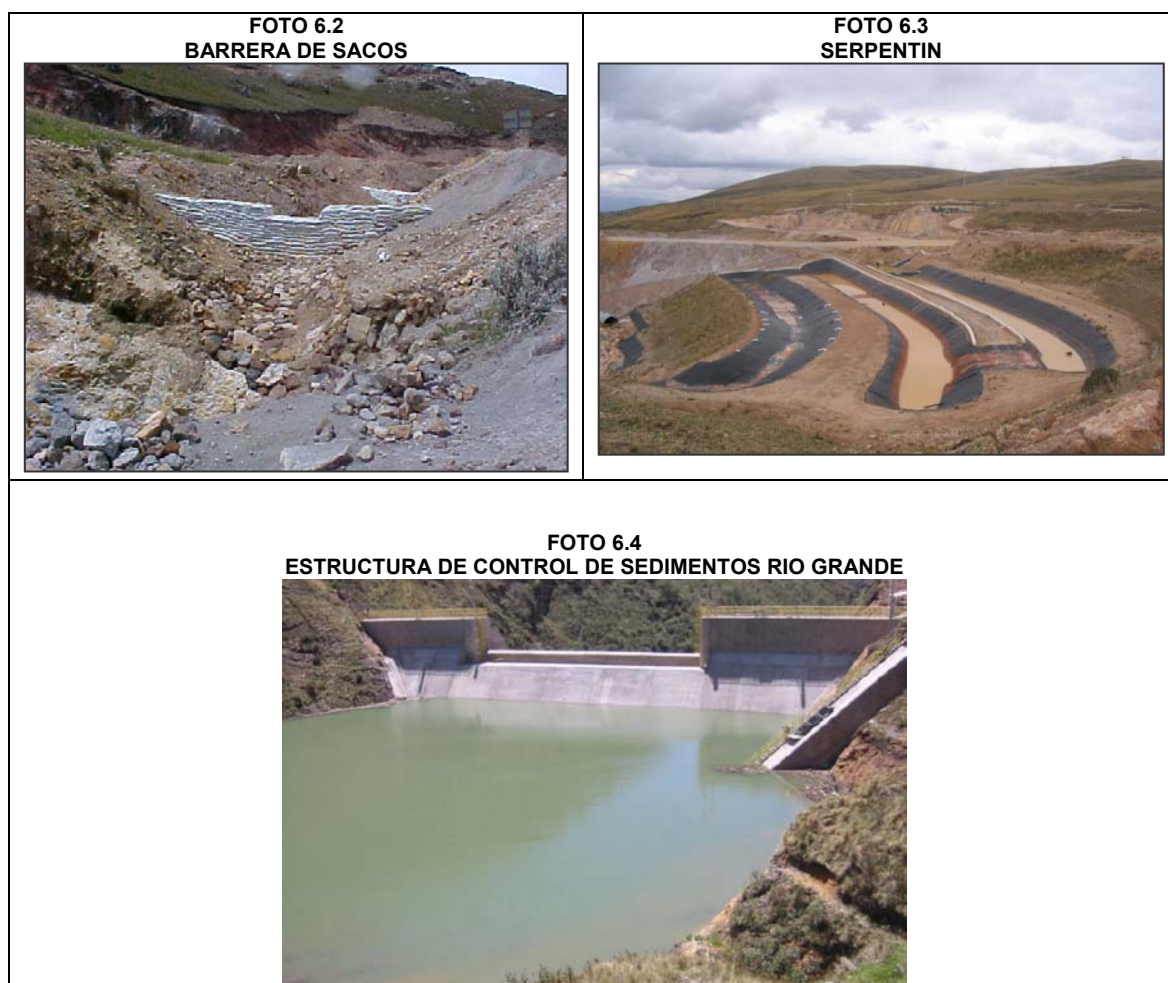 FOTO 6.2
BARRERA DE SACOS
FOTO 6.3
SERPENTIN
FOTO 6.4
ESTRUCTURA DE CONTROL DE SEDIMENTOS RIO GRANDE